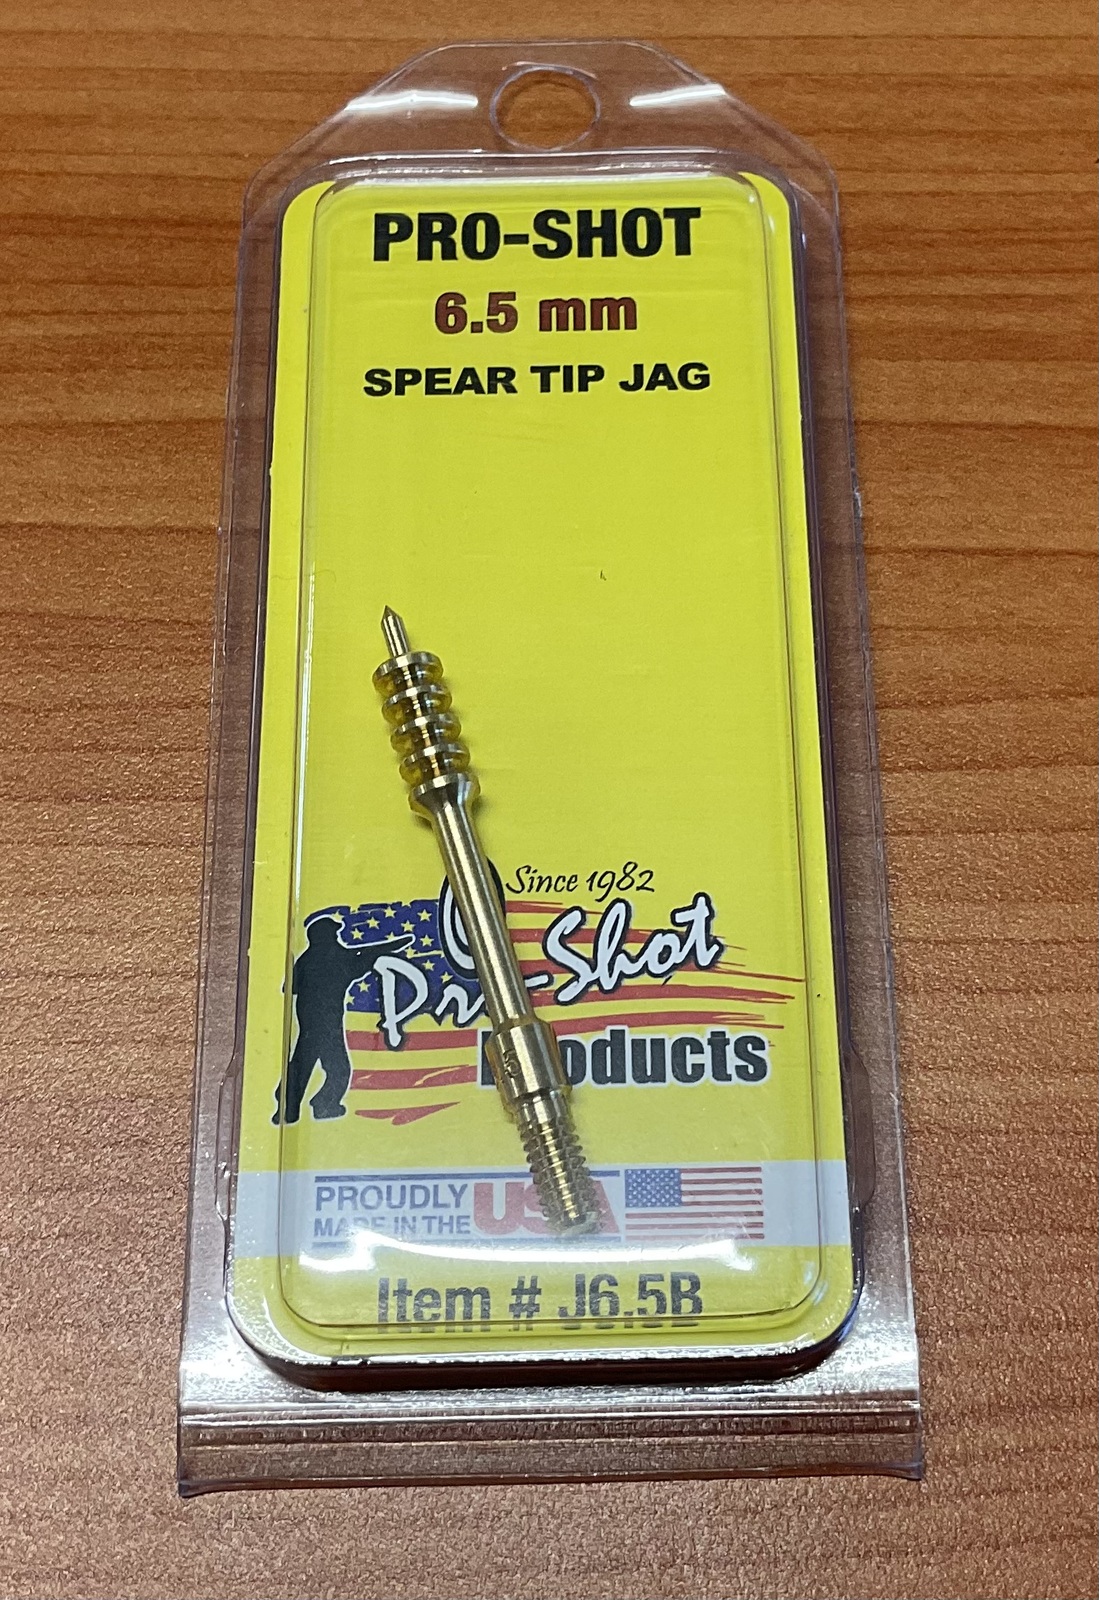 PRO-SHOT
6.5 mm
SPEAR TIP JAG
Since 1982
Pro-Shot
Products
PROUDLY
MADE IN THE USA
Item # J6.5B